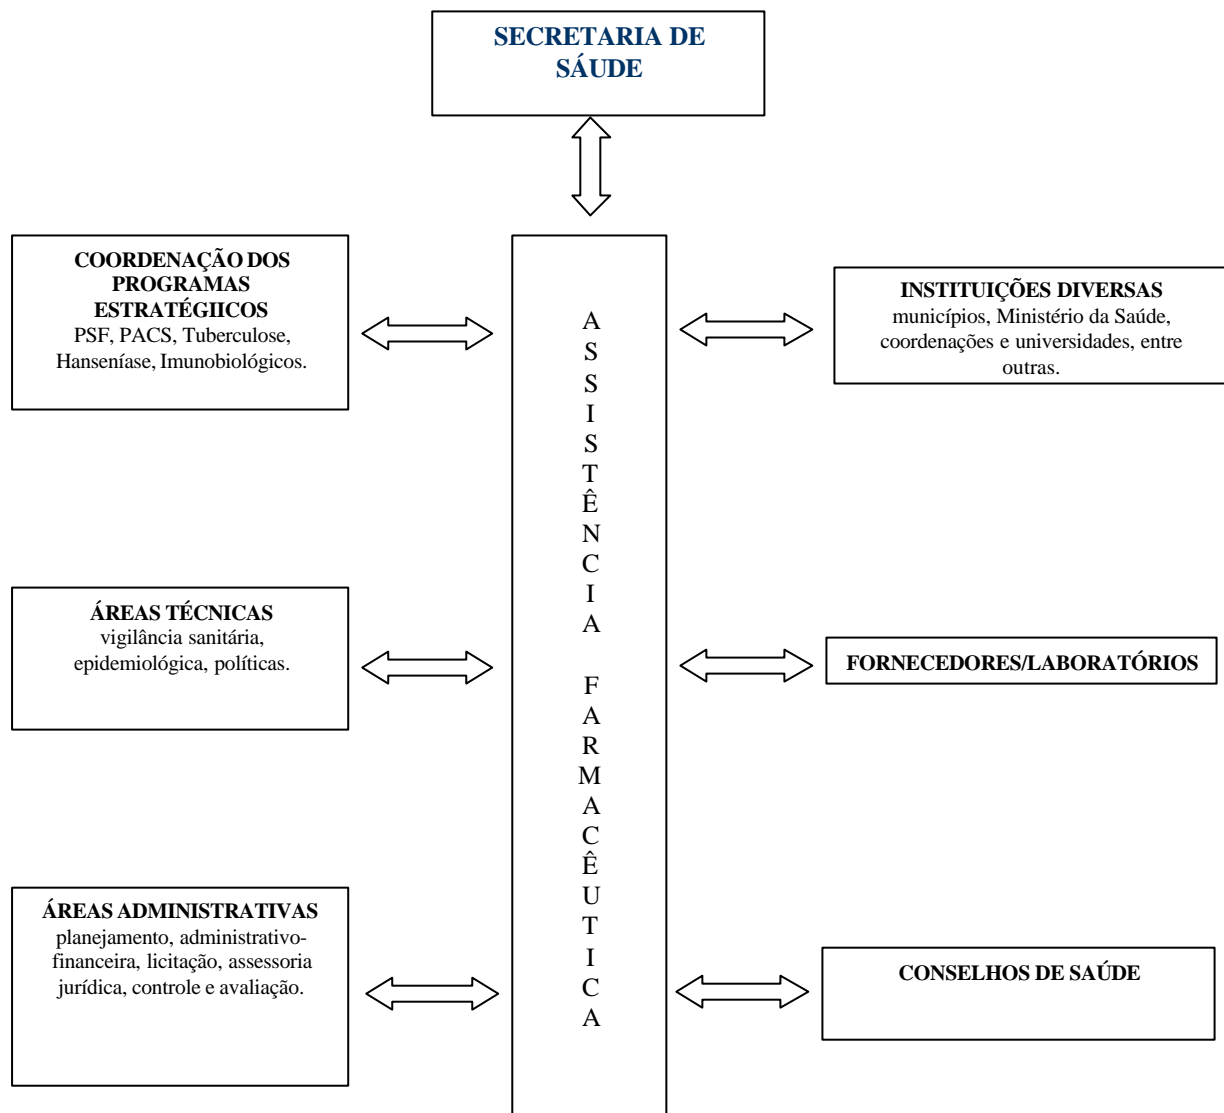 SECRETARIA DE
SÁUDE
COORDENAÇÃO DOS
PROGRAMAS
ESTRATÉGIICOS
PSF, PACS, Tuberculose,
Hanseníase, Imunobiológicos.
INSTITUIÇÕES DIVERSAS
municípios, Ministério da Saúde,
coordenações e universidades, entre
outras.
A
S
S
I
S
T
Ê
N
C
I
A
F
A
R
M
A
C
Ê
U
T
I
C
A
ÁREAS TÉCNICAS
vigilância sanitária,
epidemiológica, políticas.
FORNECEDORES/LABORATÓRIOS
ÁREAS ADMINISTRATIVAS
planejamento, administrativo-
financeira, licitação, assessoria
jurídica, controle e avaliação.
CONSELHOS DE SAÚDE